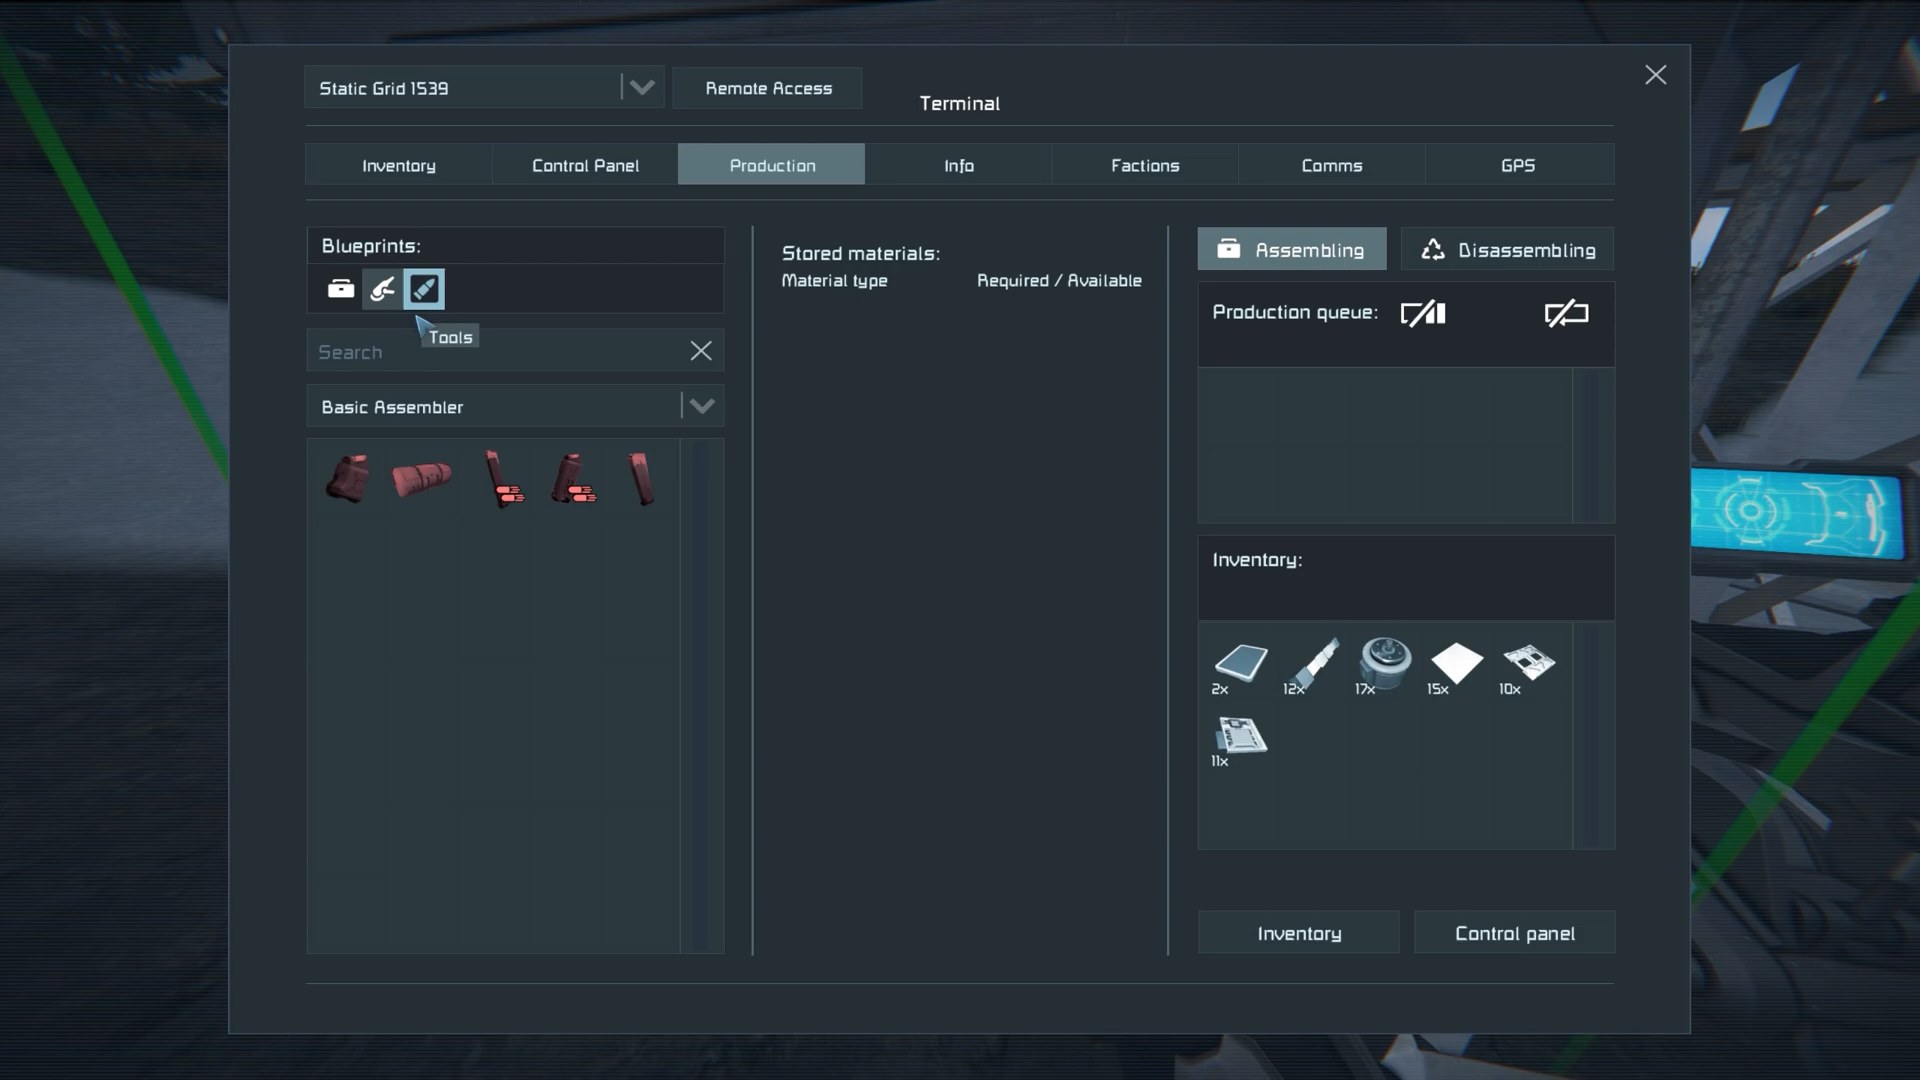 Static Grid 1539
Remote Access
Terminal
Inventory
Control Panel
Production
Info
Factions
Comms
GPS
Blueprints:
Tools
Search
Basic Assembler
Stored materials:
Material type
Required / Available
Assembling
Disassembling
Production queue:
Inventory:
2x
12x
17x
15x
10x
11x
Inventory
Control panel